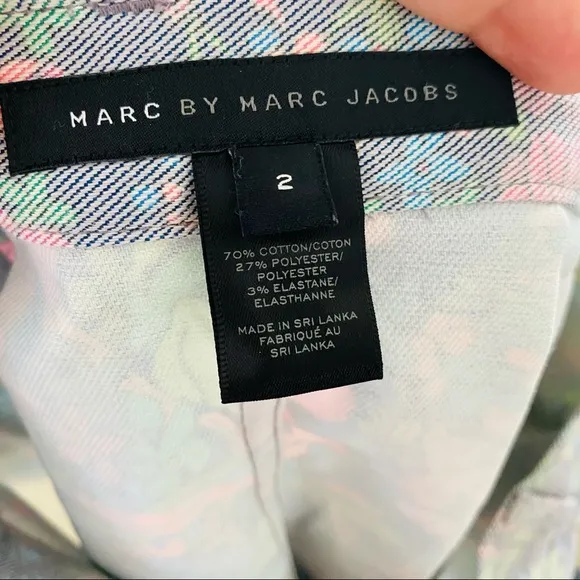 MARC BY MARC JACOBS
2
70% COTTON/COTON
27% POLYESTER/
POLYESTER
3% ELASTANE/
ELASTHANNE
MADE IN SRI LANKA
FABRIQUÉ AU
SRI LANKA